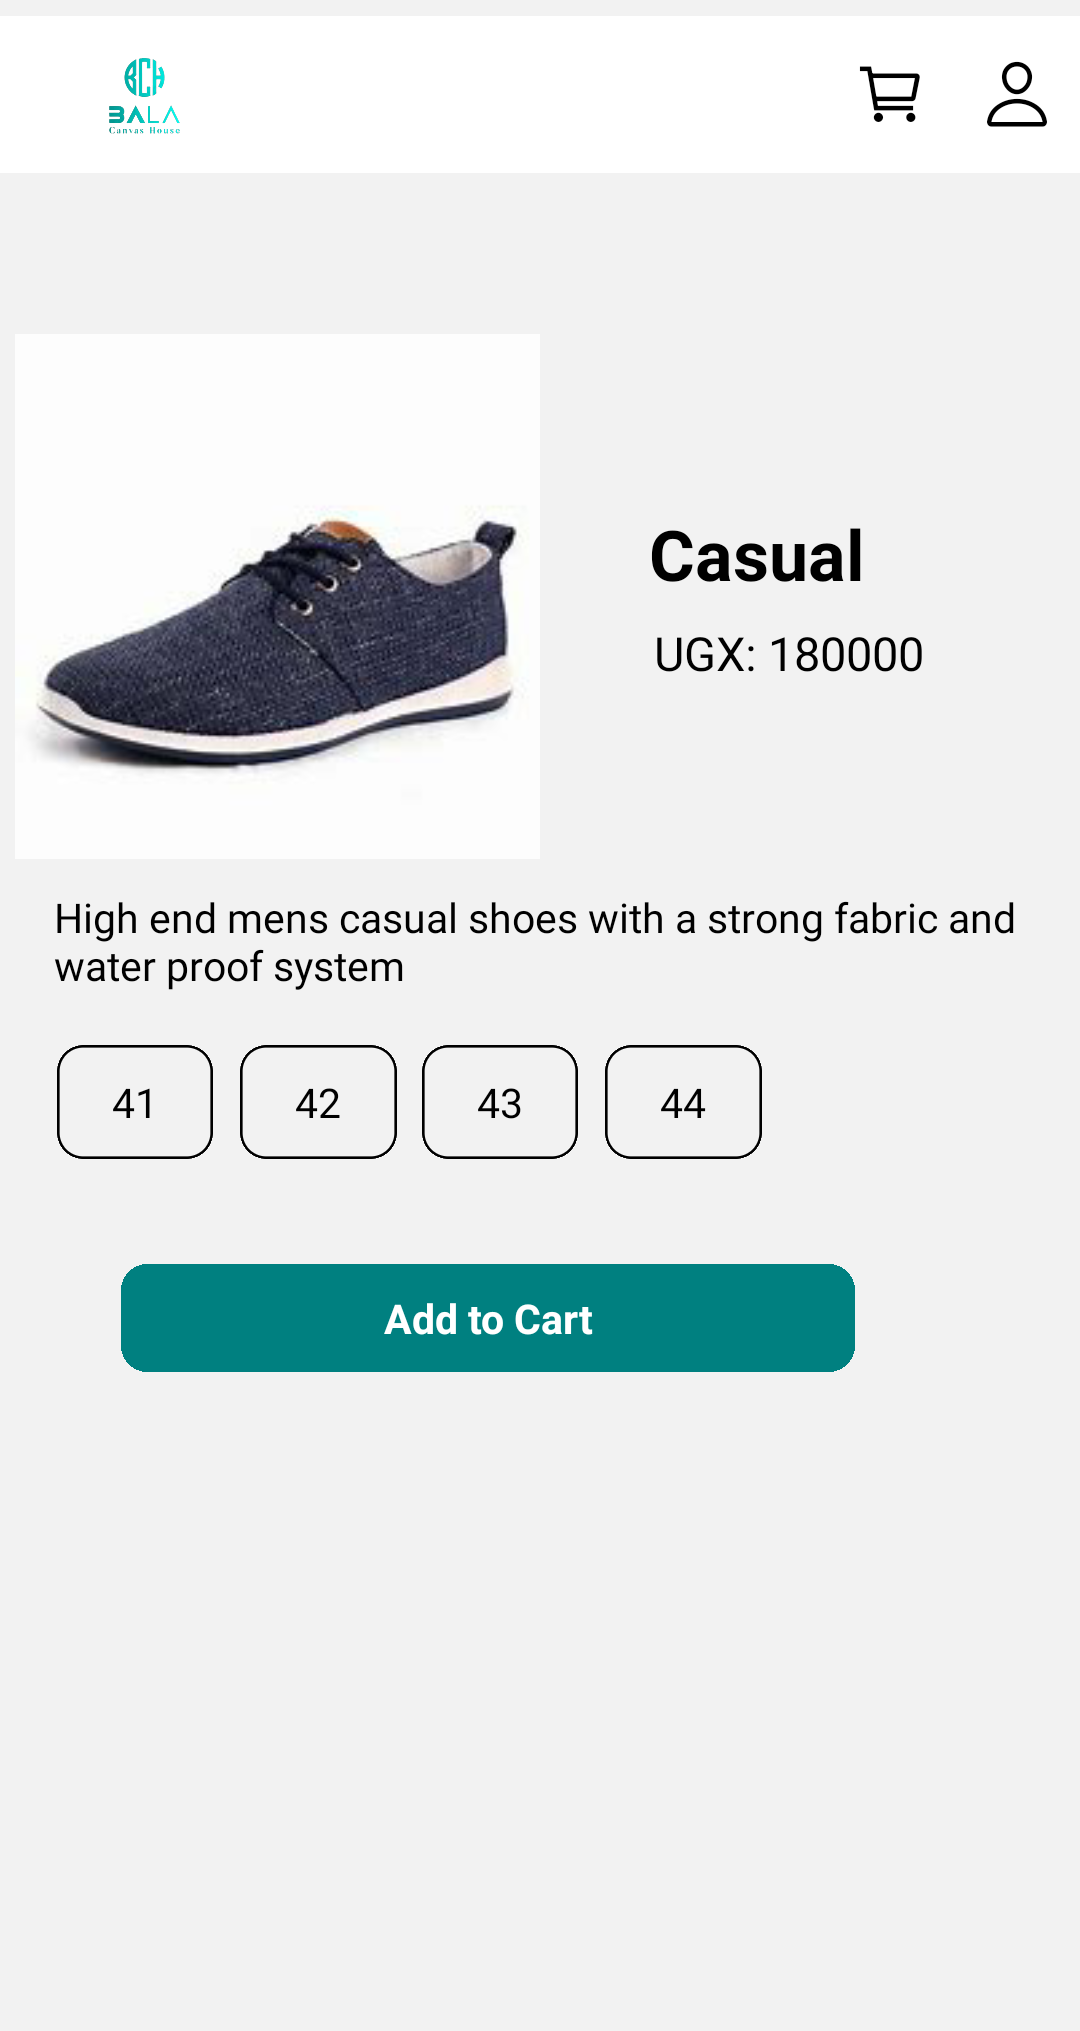 BCH
BALA
Canvas House
Casual
UGX: 180000
High end mens casual shoes with a strong fabric and
water proof system
41 42 43 44
Add to Cart